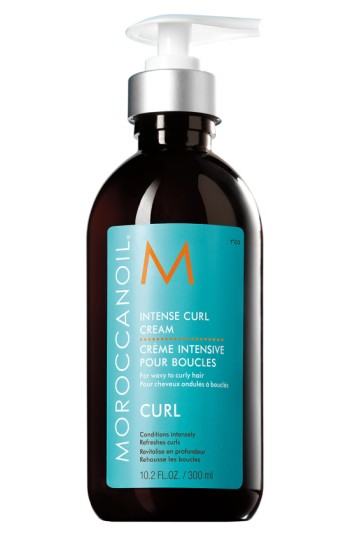 MOROCCANOIL®
M
INTENSE CURL
CREAM
CRÈME INTENSIVE
POUR BOUCLES
For wavy to curly hair
Pour cheveux ondulés à bouclés
CURL
Conditions intensely
Refreshes curls
Revitalise en profondeur
Rehausse les boucles
10.2 FL.OZ. / 300 ml